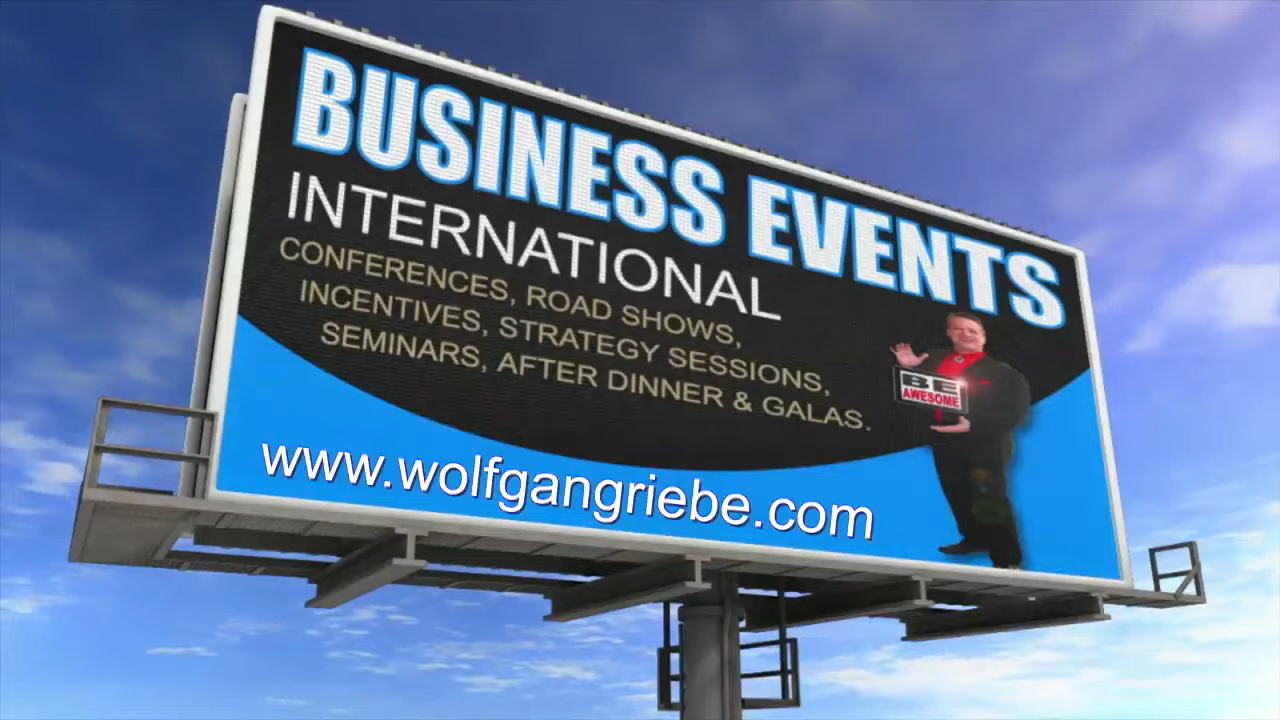 BUSINESS EVENTS
INTERNATIONAL
CONFERENCES, ROAD SHOWS,
INCENTIVES, STRATEGY SESSIONS,
SEMINARS, AFTER DINNER & GALAS.
BE
AWESOME
www.wolfgangriebe.com